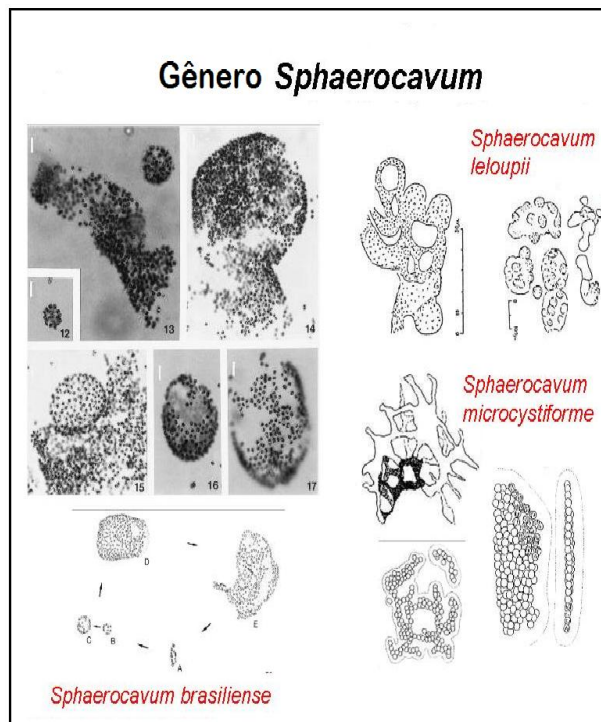 Gênero Sphaerocavum
Sphaerocavum
leloupii
12
13
14
15
16
17
Sphaerocavum
microcystiforme
D
E
C
B
A
Sphaerocavum brasiliense